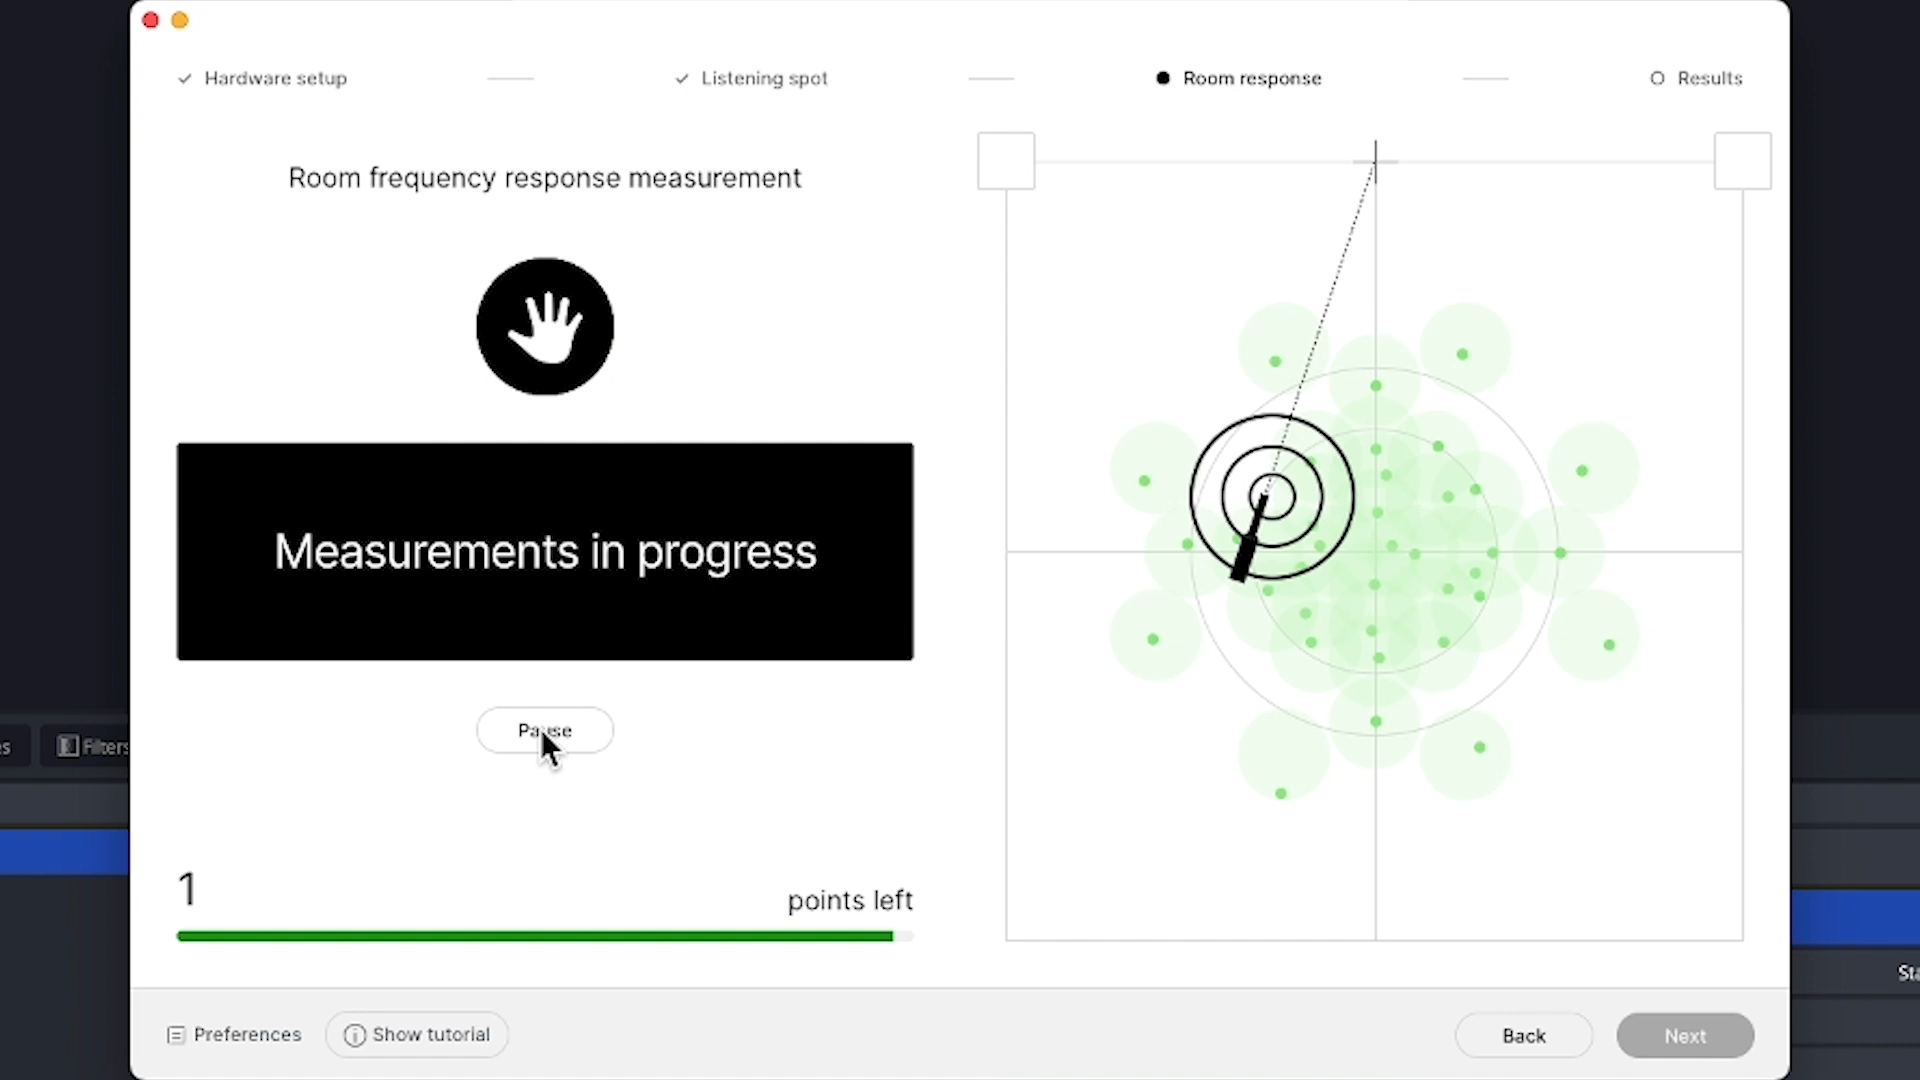 Hardware setup
Listening spot
Room response
Results
Room frequency response measurement
Measurements in progress
Pause
1
points left
Preferences
Show tutorial
Back
Next
Filters